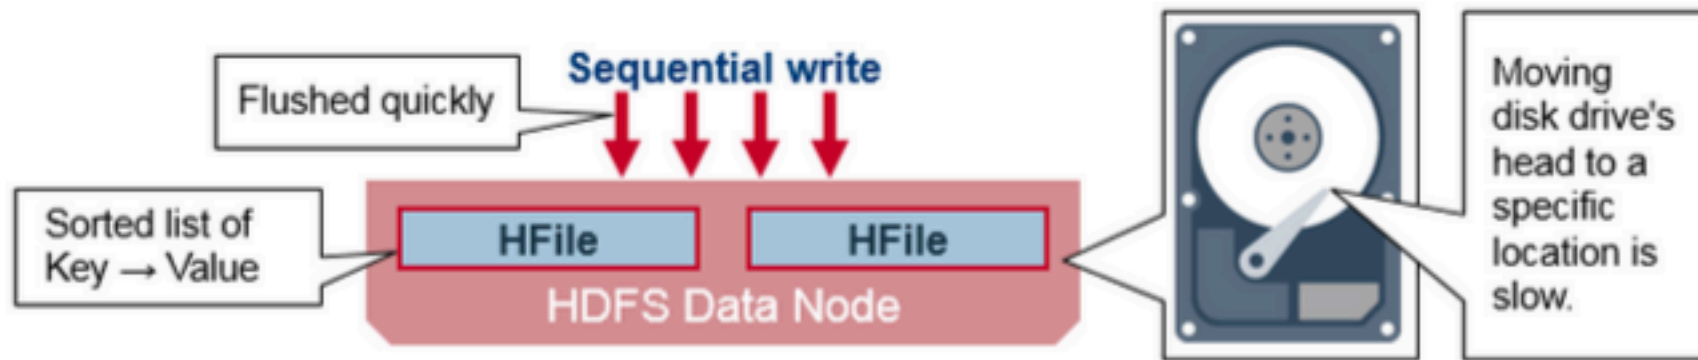 Sequential write
Flushed quickly
Sorted list of
Key → Value
HFile
HFile
HDFS Data Node
Moving
disk drive's
head to a
specific
location is
slow.